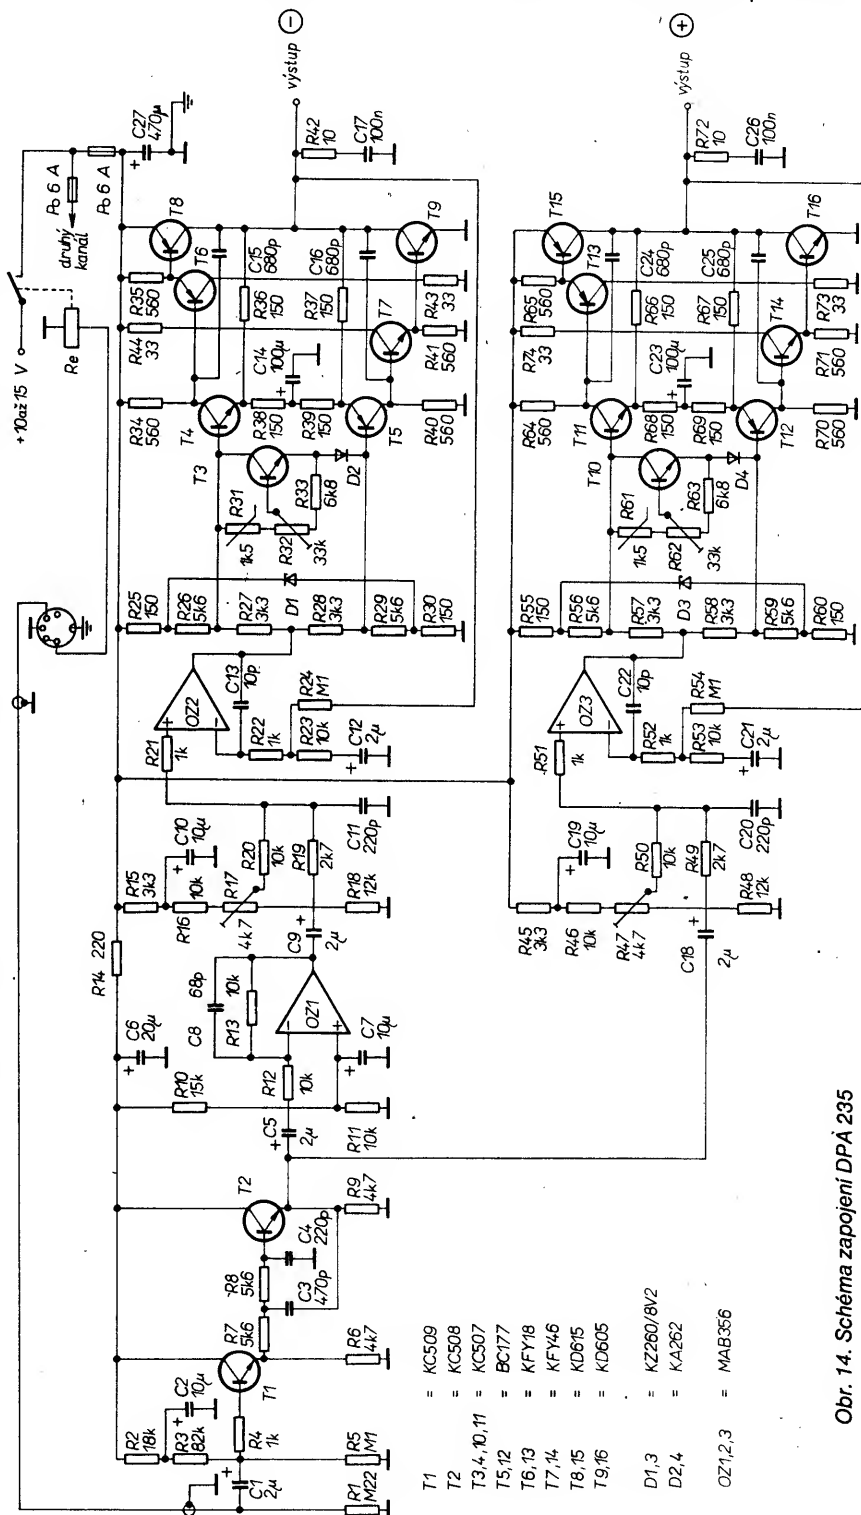 +10až 15 V
Re
Po 6 A
druhý
kanál
Po 6 A
C27
470µ
výstup
−
R42
10
C17
100n
T8
T6
C15
680p
R36
150
C16
680p
R37
150
T9
T7
R35
560
R44
33
R43
33
R41
560
R34
560
T4
R38
150
C14
100µ
R39
150
T5
R40
560
T3
R31
1k5
R32
33k
R33
6k8
D2
R25
150
R26
5k6
R27
3k3
D1
R28
3k3
R29
5k6
R30
150
OZ2
C13
10p
R21
1k
R22
1k
R24
M1
R23
10k
C12
2µ
R15
3k3
C10
10µ
R16
10k
R17
4k7
R20
10k
R19
2k7
C11
220p
R18
12k
C9
2µ
R14 220
C6
20µ
C8
68p
R13
10k
OZ1
R10
15k
R12
10k
C7
10µ
C5
2µ
R11
10k
T2
R9
4k7
C4
220p
R8
5k6
C3
470p
R7
5k6
R6
4k7
T1
R2
18k
R3
82k
C2
10µ
R4
1k
C1
2µ
R5
M1
R1
M22
výstup
+
R72
10
C26
100n
T15
T13
C24
680p
R66
150
C25
680p
R67
150
T16
T14
R65
560
R74
33
R73
33
R71
560
R64
560
T11
R68
150
C23
100µ
R69
150
T12
R70
560
T10
R61
1k5
R62
33k
R63
6k8
D4
R55
150
R56
5k6
R57
3k3
D3
R58
3k3
R59
5k6
R60
150
OZ3
C22
10p
R51
1k
R52
1k
R54
M1
R53
10k
C21
2µ
C19
10µ
R45
3k3
R46
10k
R47
4k7
R50
10k
R49
2k7
C20
220p
R48
12k
C18
2µ
T1 = KC509
T2 = KC508
T3,4,10,11 = KC507
T5,12 = BC177
T6,13 = KFY18
T7,14 = KFY46
T8,15 = KD615
T9,16 = KD605
D1,3 = KZ260/8V2
D2,4 = KA262
OZ1,2,3 = MAB356
Obr. 14. Schéma zapojení DPA 235